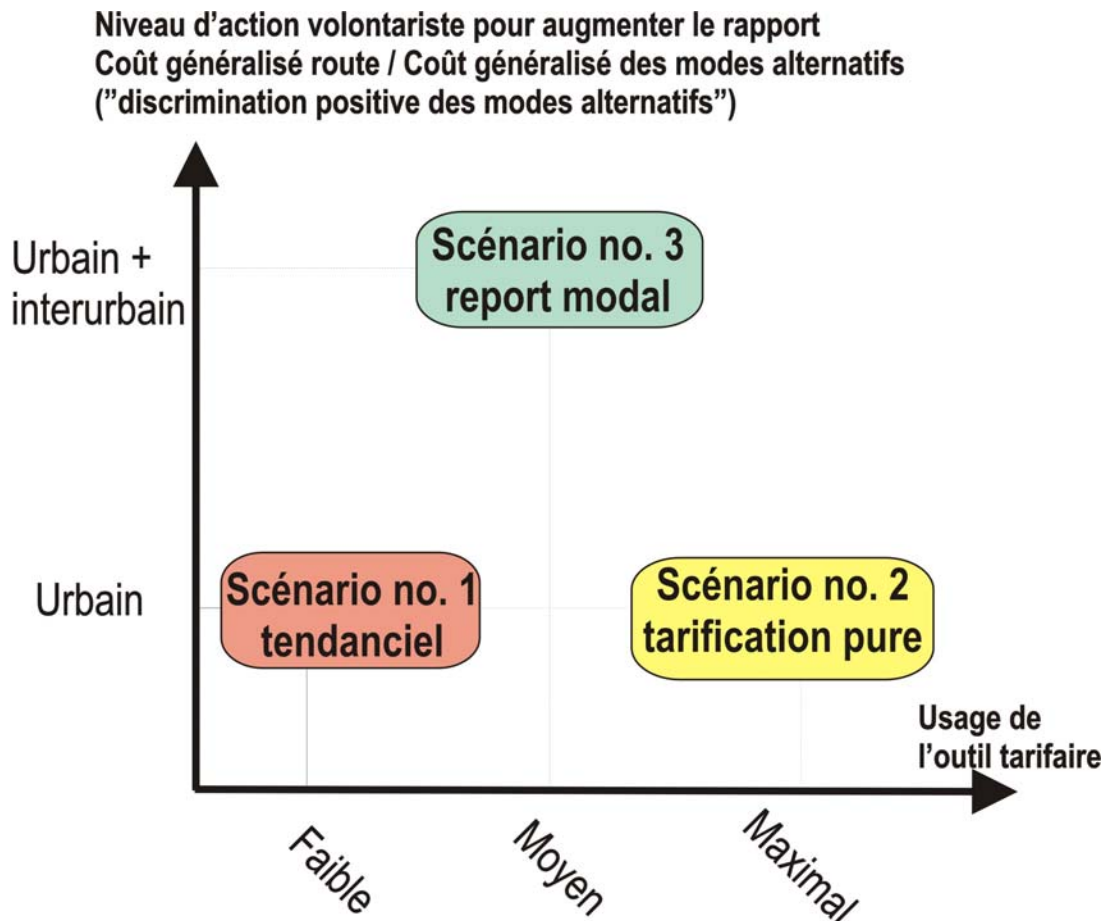 Niveau d’action volontariste pour augmenter le rapport
Coût généralisé route / Coût généralisé des modes alternatifs
(”discrimination positive des modes alternatifs”)
Urbain +
interurbain
Scénario no. 3
report modal
Urbain
Scénario no. 1
tendanciel
Scénario no. 2
tarification pure
Usage de
l’outil tarifaire
Faible
Moyen
Maximal